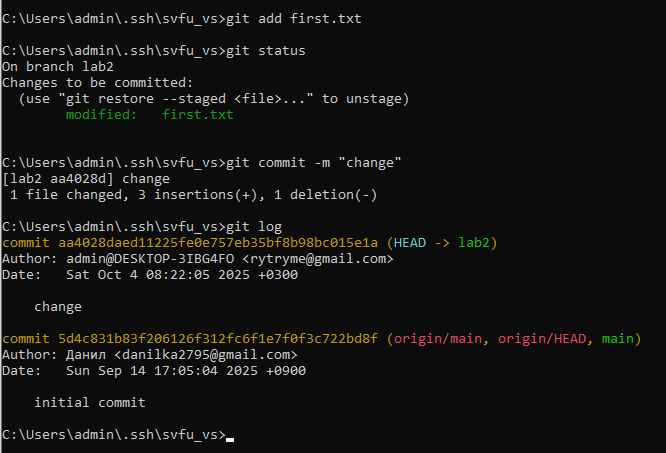 C:\Users\admin\.ssh\svfu_vs>git add first.txt
C:\Users\admin\.ssh\svfu_vs>git status
On branch lab2
Changes to be committed:
  (use "git restore --staged <file>..." to unstage)
        modified:   first.txt
C:\Users\admin\.ssh\svfu_vs>git commit -m "change"
[lab2 aa4028d] change
 1 file changed, 3 insertions(+), 1 deletion(-)
C:\Users\admin\.ssh\svfu_vs>git log
commit aa4028daed11225fe0e757eb35bf8b98bc015e1a (HEAD -> lab2)
Author: admin@DESKTOP-3IBG4FO <rytryme@gmail.com>
Date:   Sat Oct 4 08:22:05 2025 +0300
    change
commit 5d4c831b83f206126f312fc6f1e7f0f3c722bd8f (origin/main, origin/HEAD, main)
Author: Данил <danilka2795@gmail.com>
Date:   Sun Sep 14 17:05:04 2025 +0900
    initial commit
C:\Users\admin\.ssh\svfu_vs>